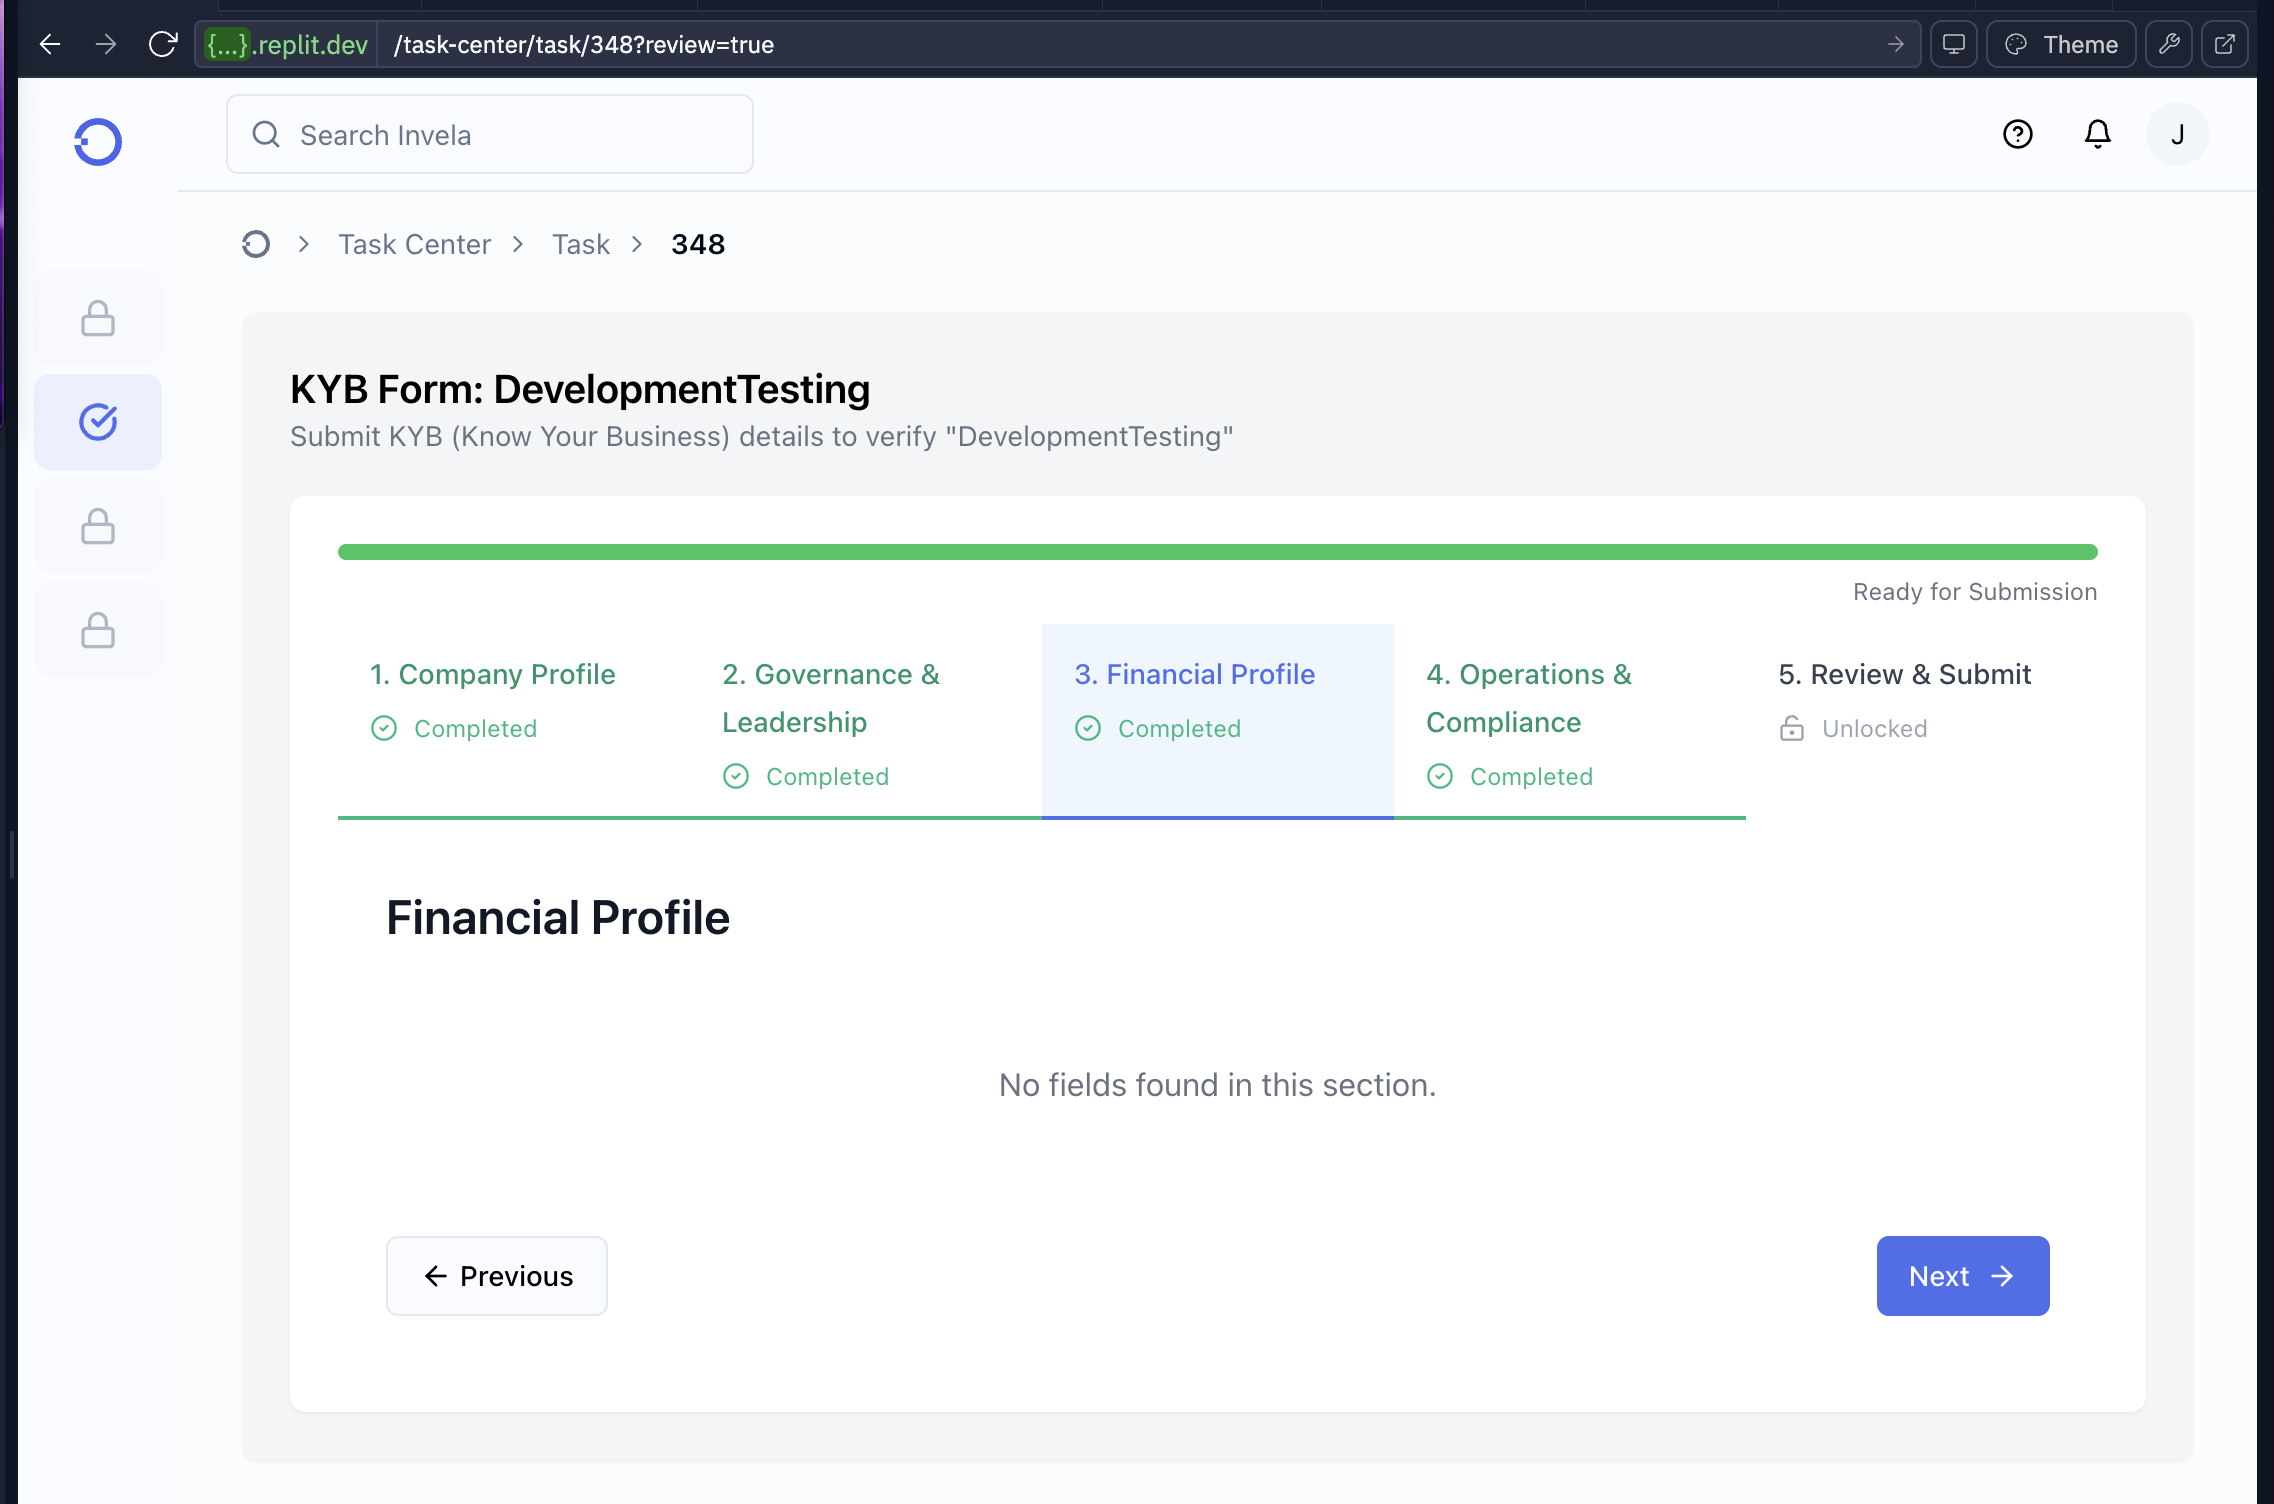 {...}.replit.dev /task-center/task/348?review=true Theme
Search Invela J
Task Center Task 348
KYB Form: DevelopmentTesting
Submit KYB (Know Your Business) details to verify "DevelopmentTesting"
Ready for Submission
1. Company Profile
Completed
2. Governance &
Leadership
Completed
3. Financial Profile
Completed
4. Operations &
Compliance
Completed
5. Review & Submit
Unlocked
Financial Profile
No fields found in this section.
Previous
Next